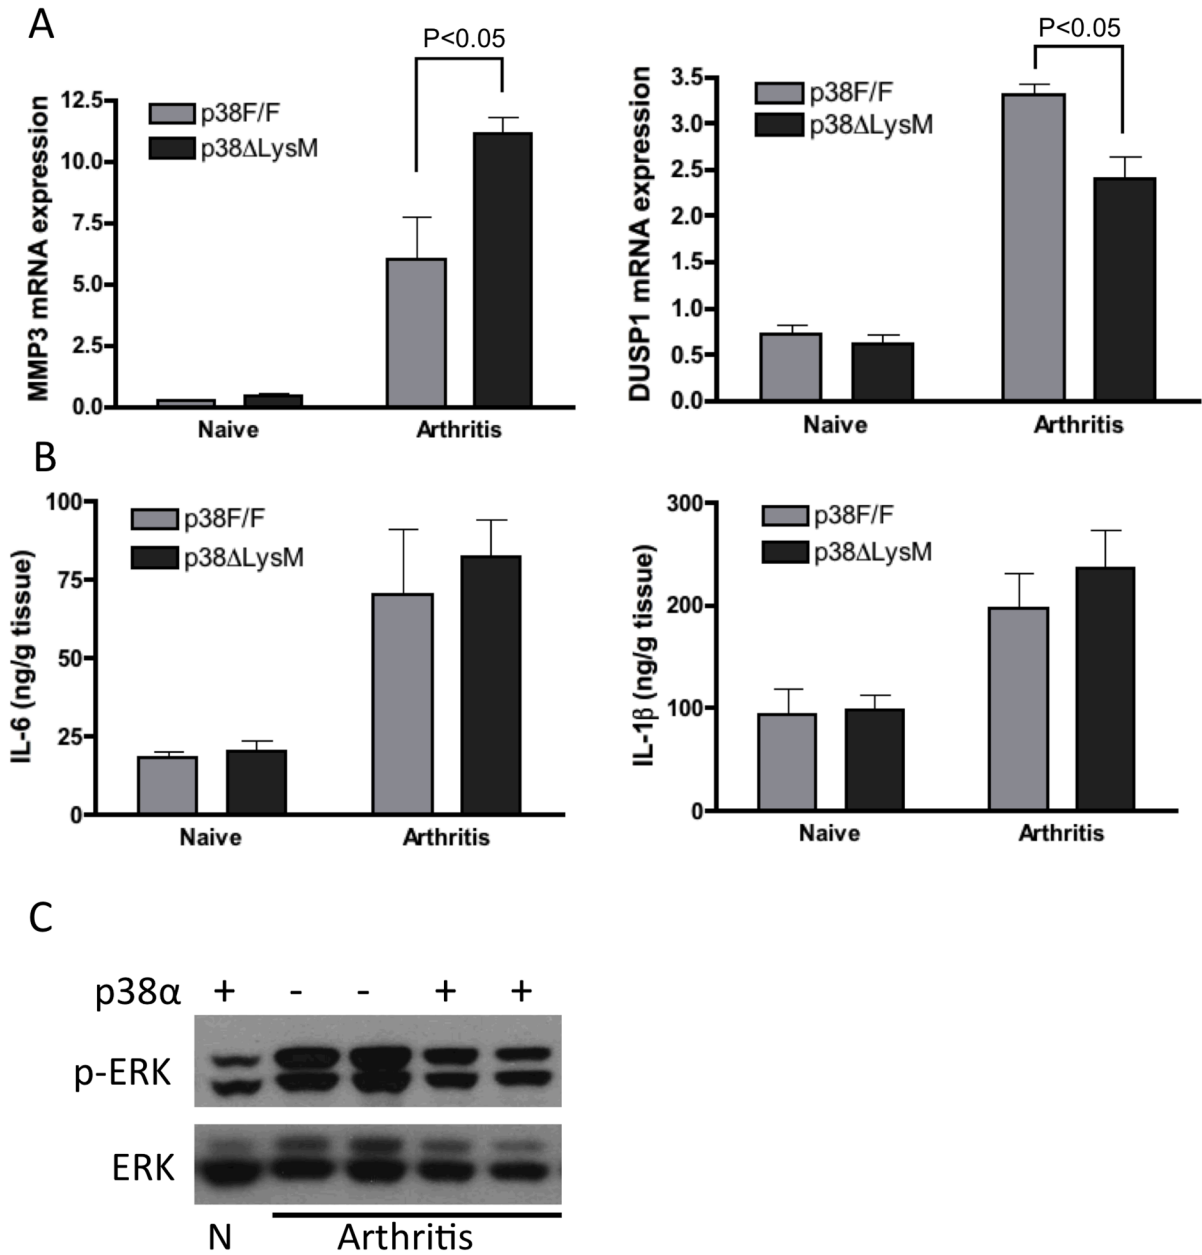 A
P<0.05
MMP3 mRNA expression
12.5
10.0
7.5
5.0
2.5
0.0
p38F/F
p38ΔLysM
Naive
Arthritis
P<0.05
DUSP1 mRNA expression
3.5
3.0
2.5
2.0
1.5
1.0
0.5
0.0
p38F/F
p38ΔLysM
Naive
Arthritis
B
IL-6 (ng/g tissue)
100
75
50
25
0
p38F/F
p38ΔLysM
Naive
Arthritis
IL-1β (ng/g tissue)
300
200
100
0
p38F/F
p38ΔLysM
Naive
Arthritis
C
p38α + - - + +
p-ERK
ERK
N Arthritis